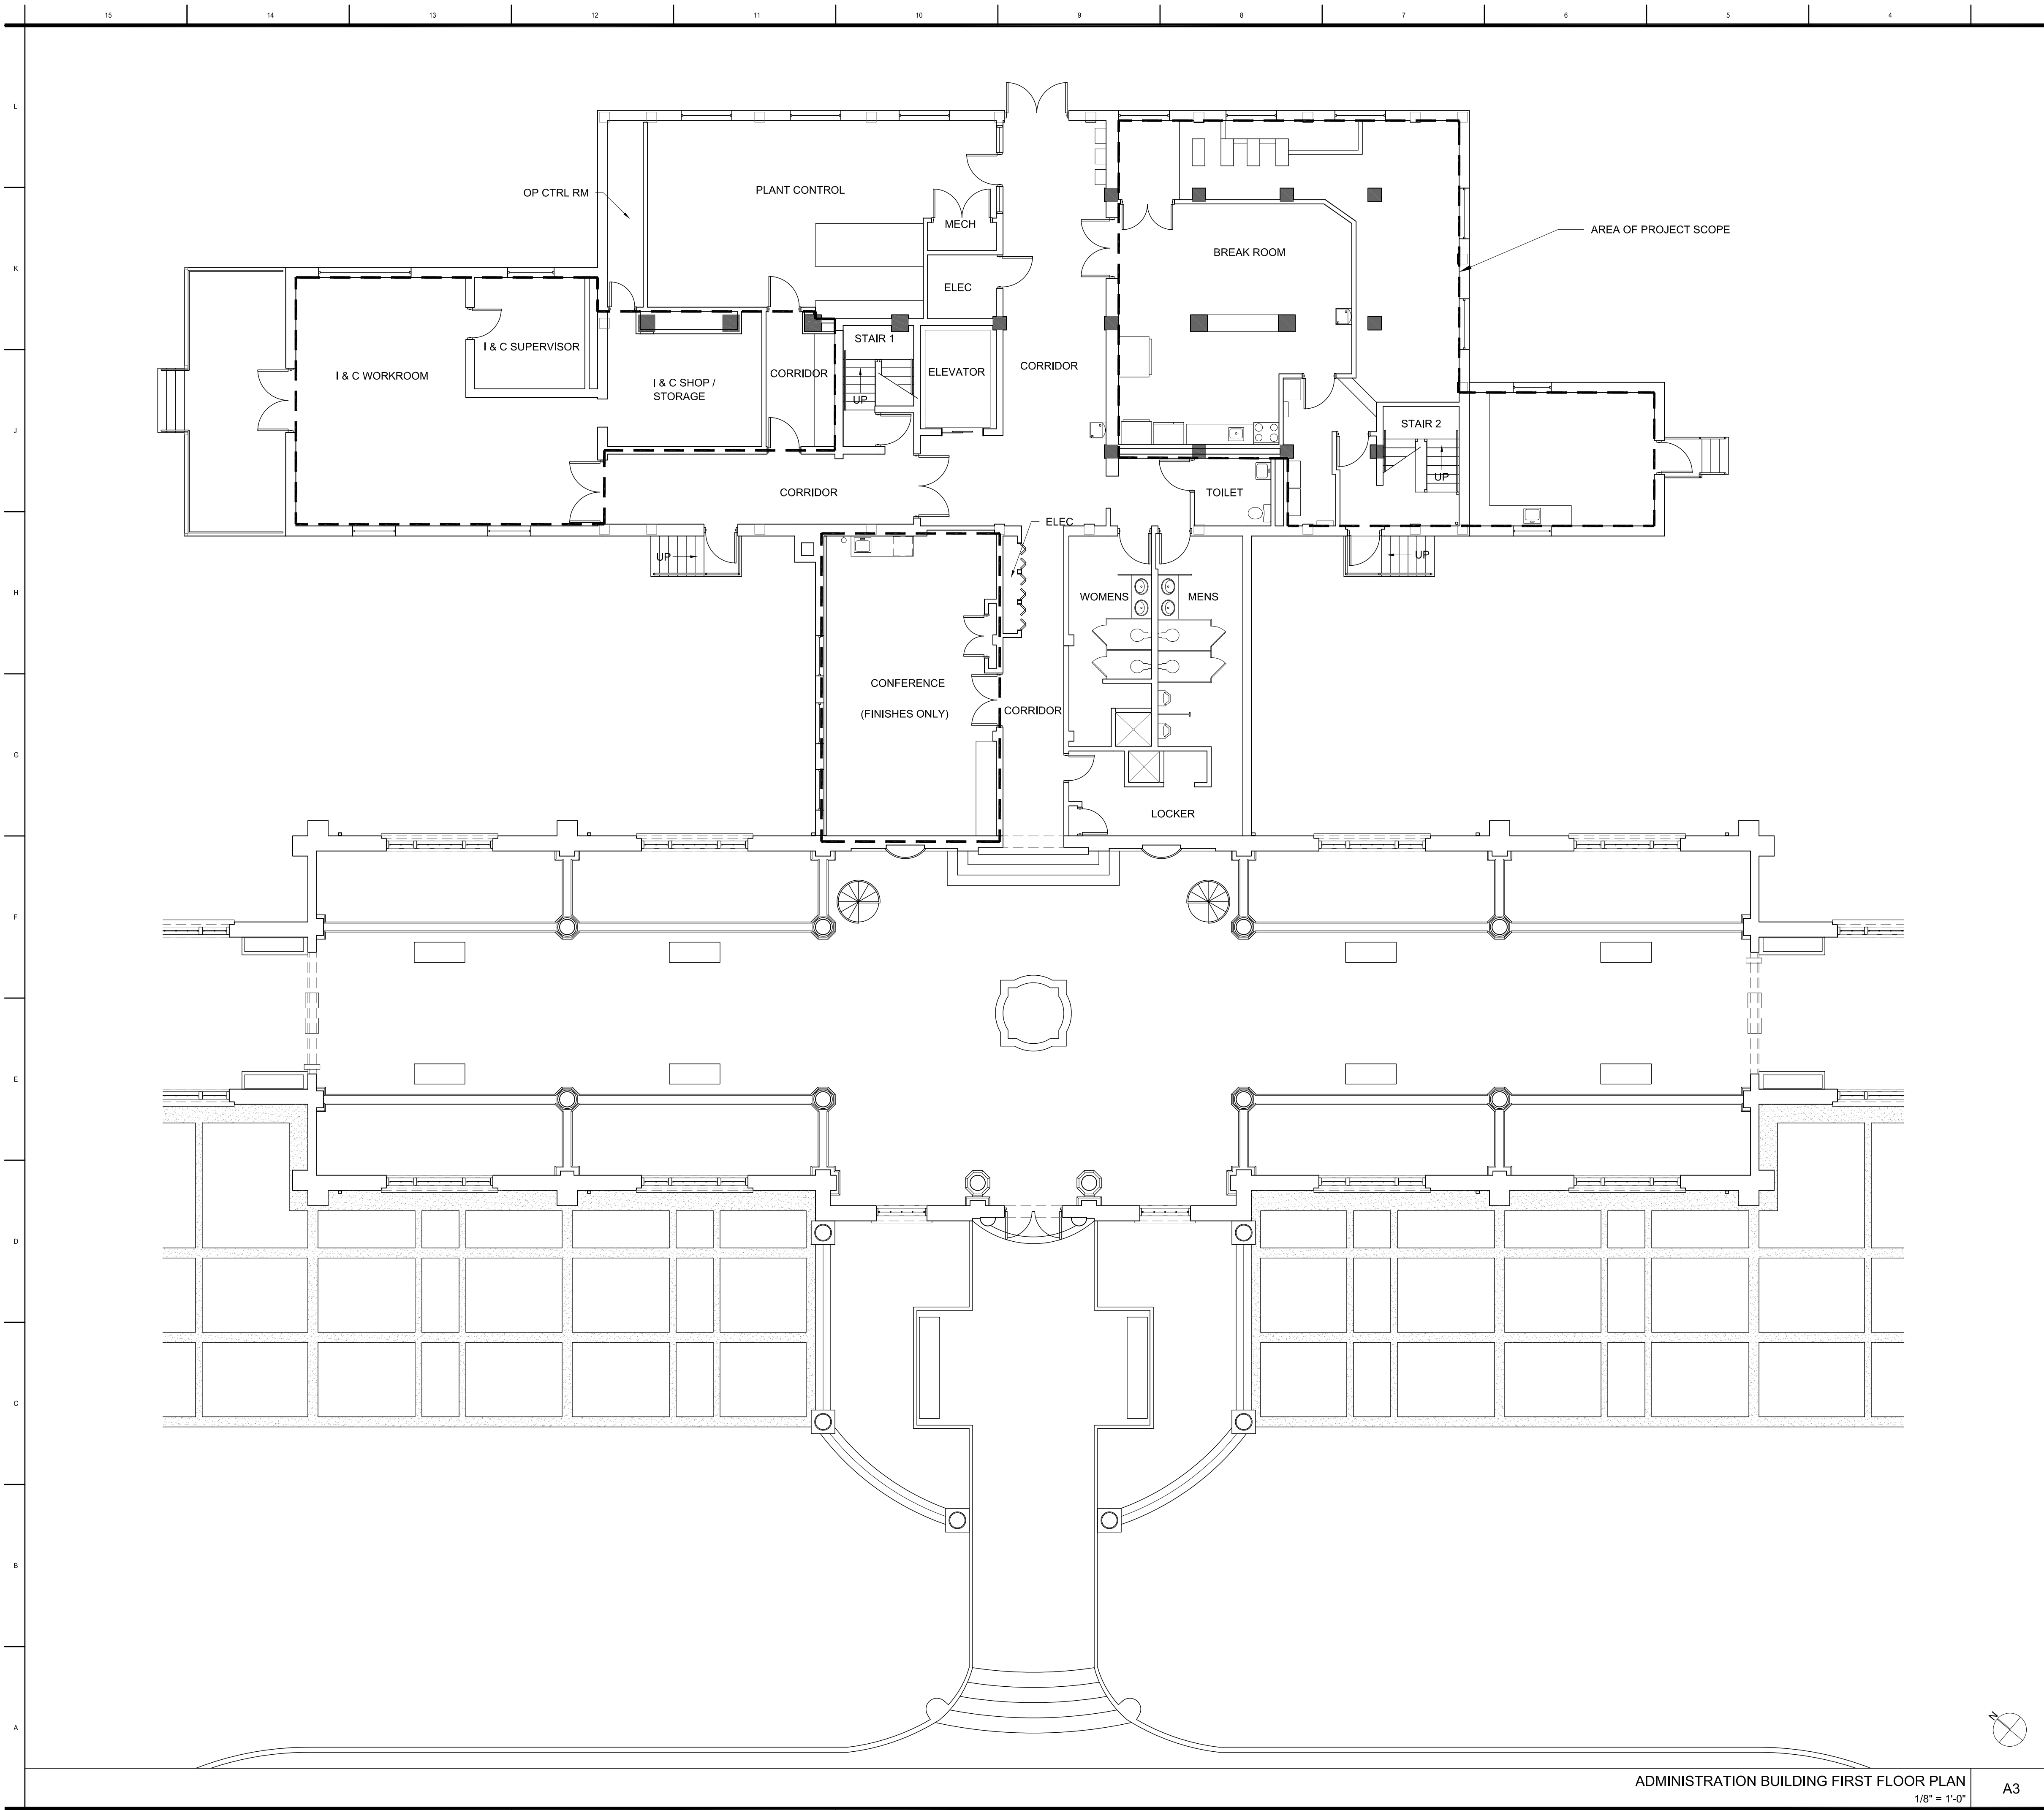 15 14 13 12 11 10 9 8 7 6 5 4
L
OP CTRL RM
PLANT CONTROL
MECH
BREAK ROOM
AREA OF PROJECT SCOPE
K
ELEC
STAIR 1
I & C SUPERVISOR
I & C WORKROOM
I & C SHOP /
STORAGE
CORRIDOR
ELEVATOR
CORRIDOR
UP
J
STAIR 2
UP
CORRIDOR
TOILET
ELEC
UP
UP
H
WOMENS
MENS
CONFERENCE
(FINISHES ONLY)
CORRIDOR
G
LOCKER
F
E
D
C
B
A
N
ADMINISTRATION BUILDING FIRST FLOOR PLAN
1/8" = 1'-0"
A3